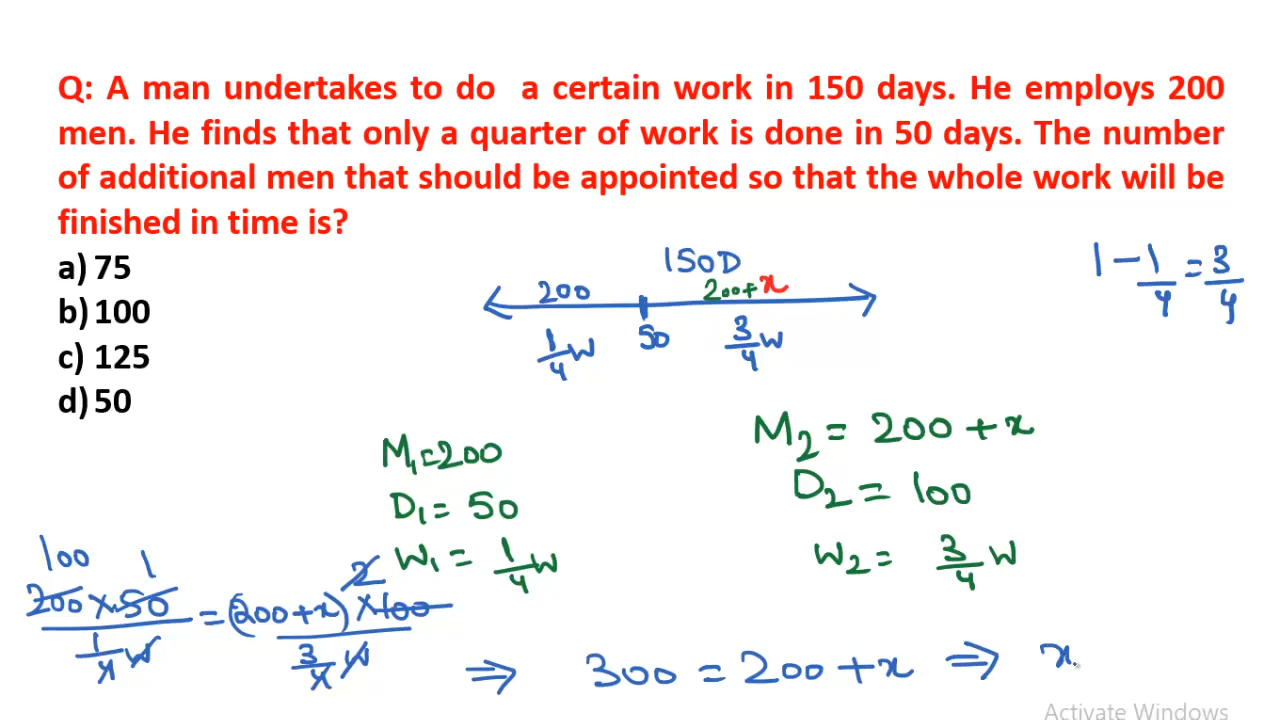 Q: A man undertakes to do a certain work in 150 days. He employs 200
men. He finds that only a quarter of work is done in 50 days. The number
of additional men that should be appointed so that the whole work will be
finished in time is?
a) 75
b) 100
c) 125
d) 50
150D
200 200+x
1/4 W 50 3/4 W
1 - 1/4 = 3/4
M1=200
D1= 50
W1= 1/4 W
M2= 200+x
D2= 100
W2= 3/4 W
100 1 2
200×50 / 1/4 W = (200+x)×100 / 3/4 W
⇒ 300 = 200+x ⇒ x
Activate Windows